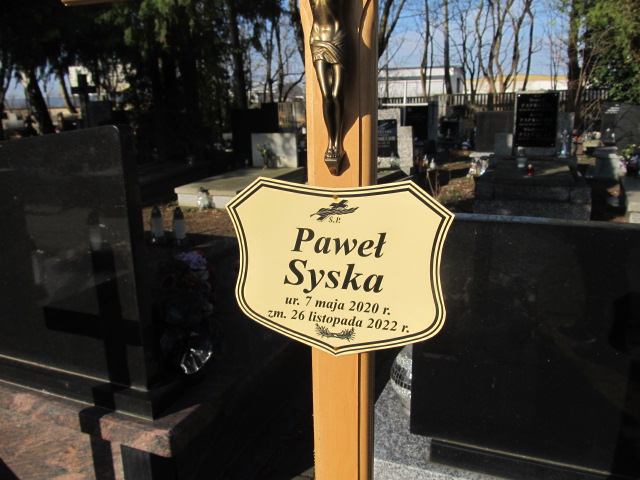 Ś.P.
Paweł
Syska
ur. 7 maja 2020 r.
zm. 26 listopada 2022 r.